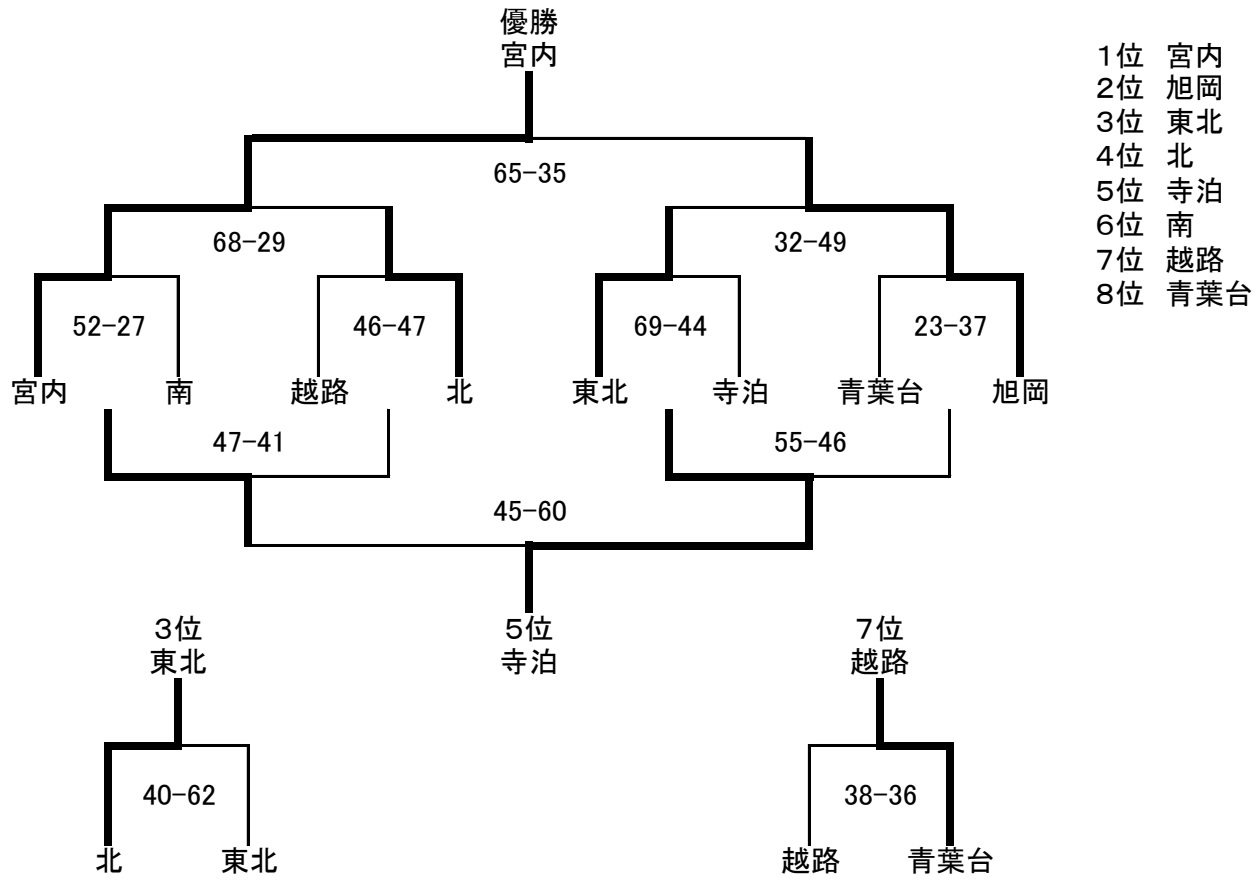 優勝
宮内
1位 宮内
2位 旭岡
3位 東北
4位 北
5位 寺泊
6位 南
7位 越路
8位 青葉台
65-35
68-29
32-49
52-27
46-47
69-44
23-37
宮内
南
越路
北
東北
寺泊
青葉台
旭岡
47-41
55-46
45-60
3位
東北
5位
寺泊
7位
越路
40-62
38-36
北
東北
越路
青葉台